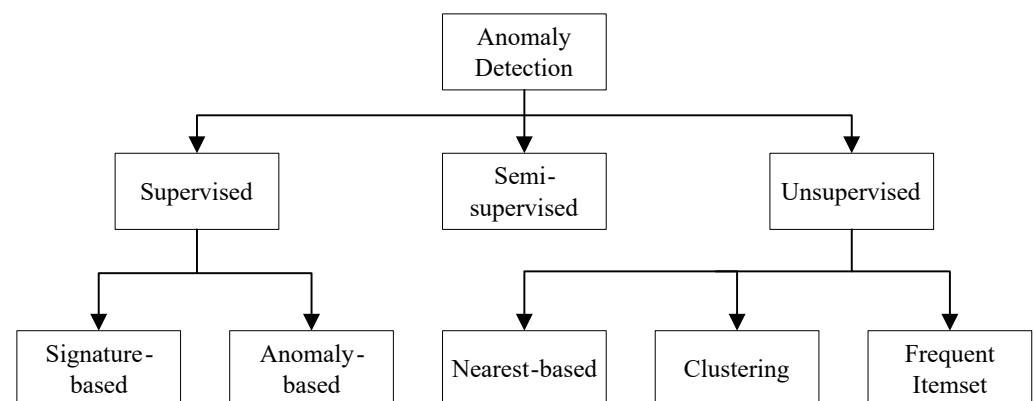 Anomaly
Detection
Supervised
Semi-
supervised
Unsupervised
Signature-
based
Anomaly-
based
Nearest-based
Clustering
Frequent
Itemset